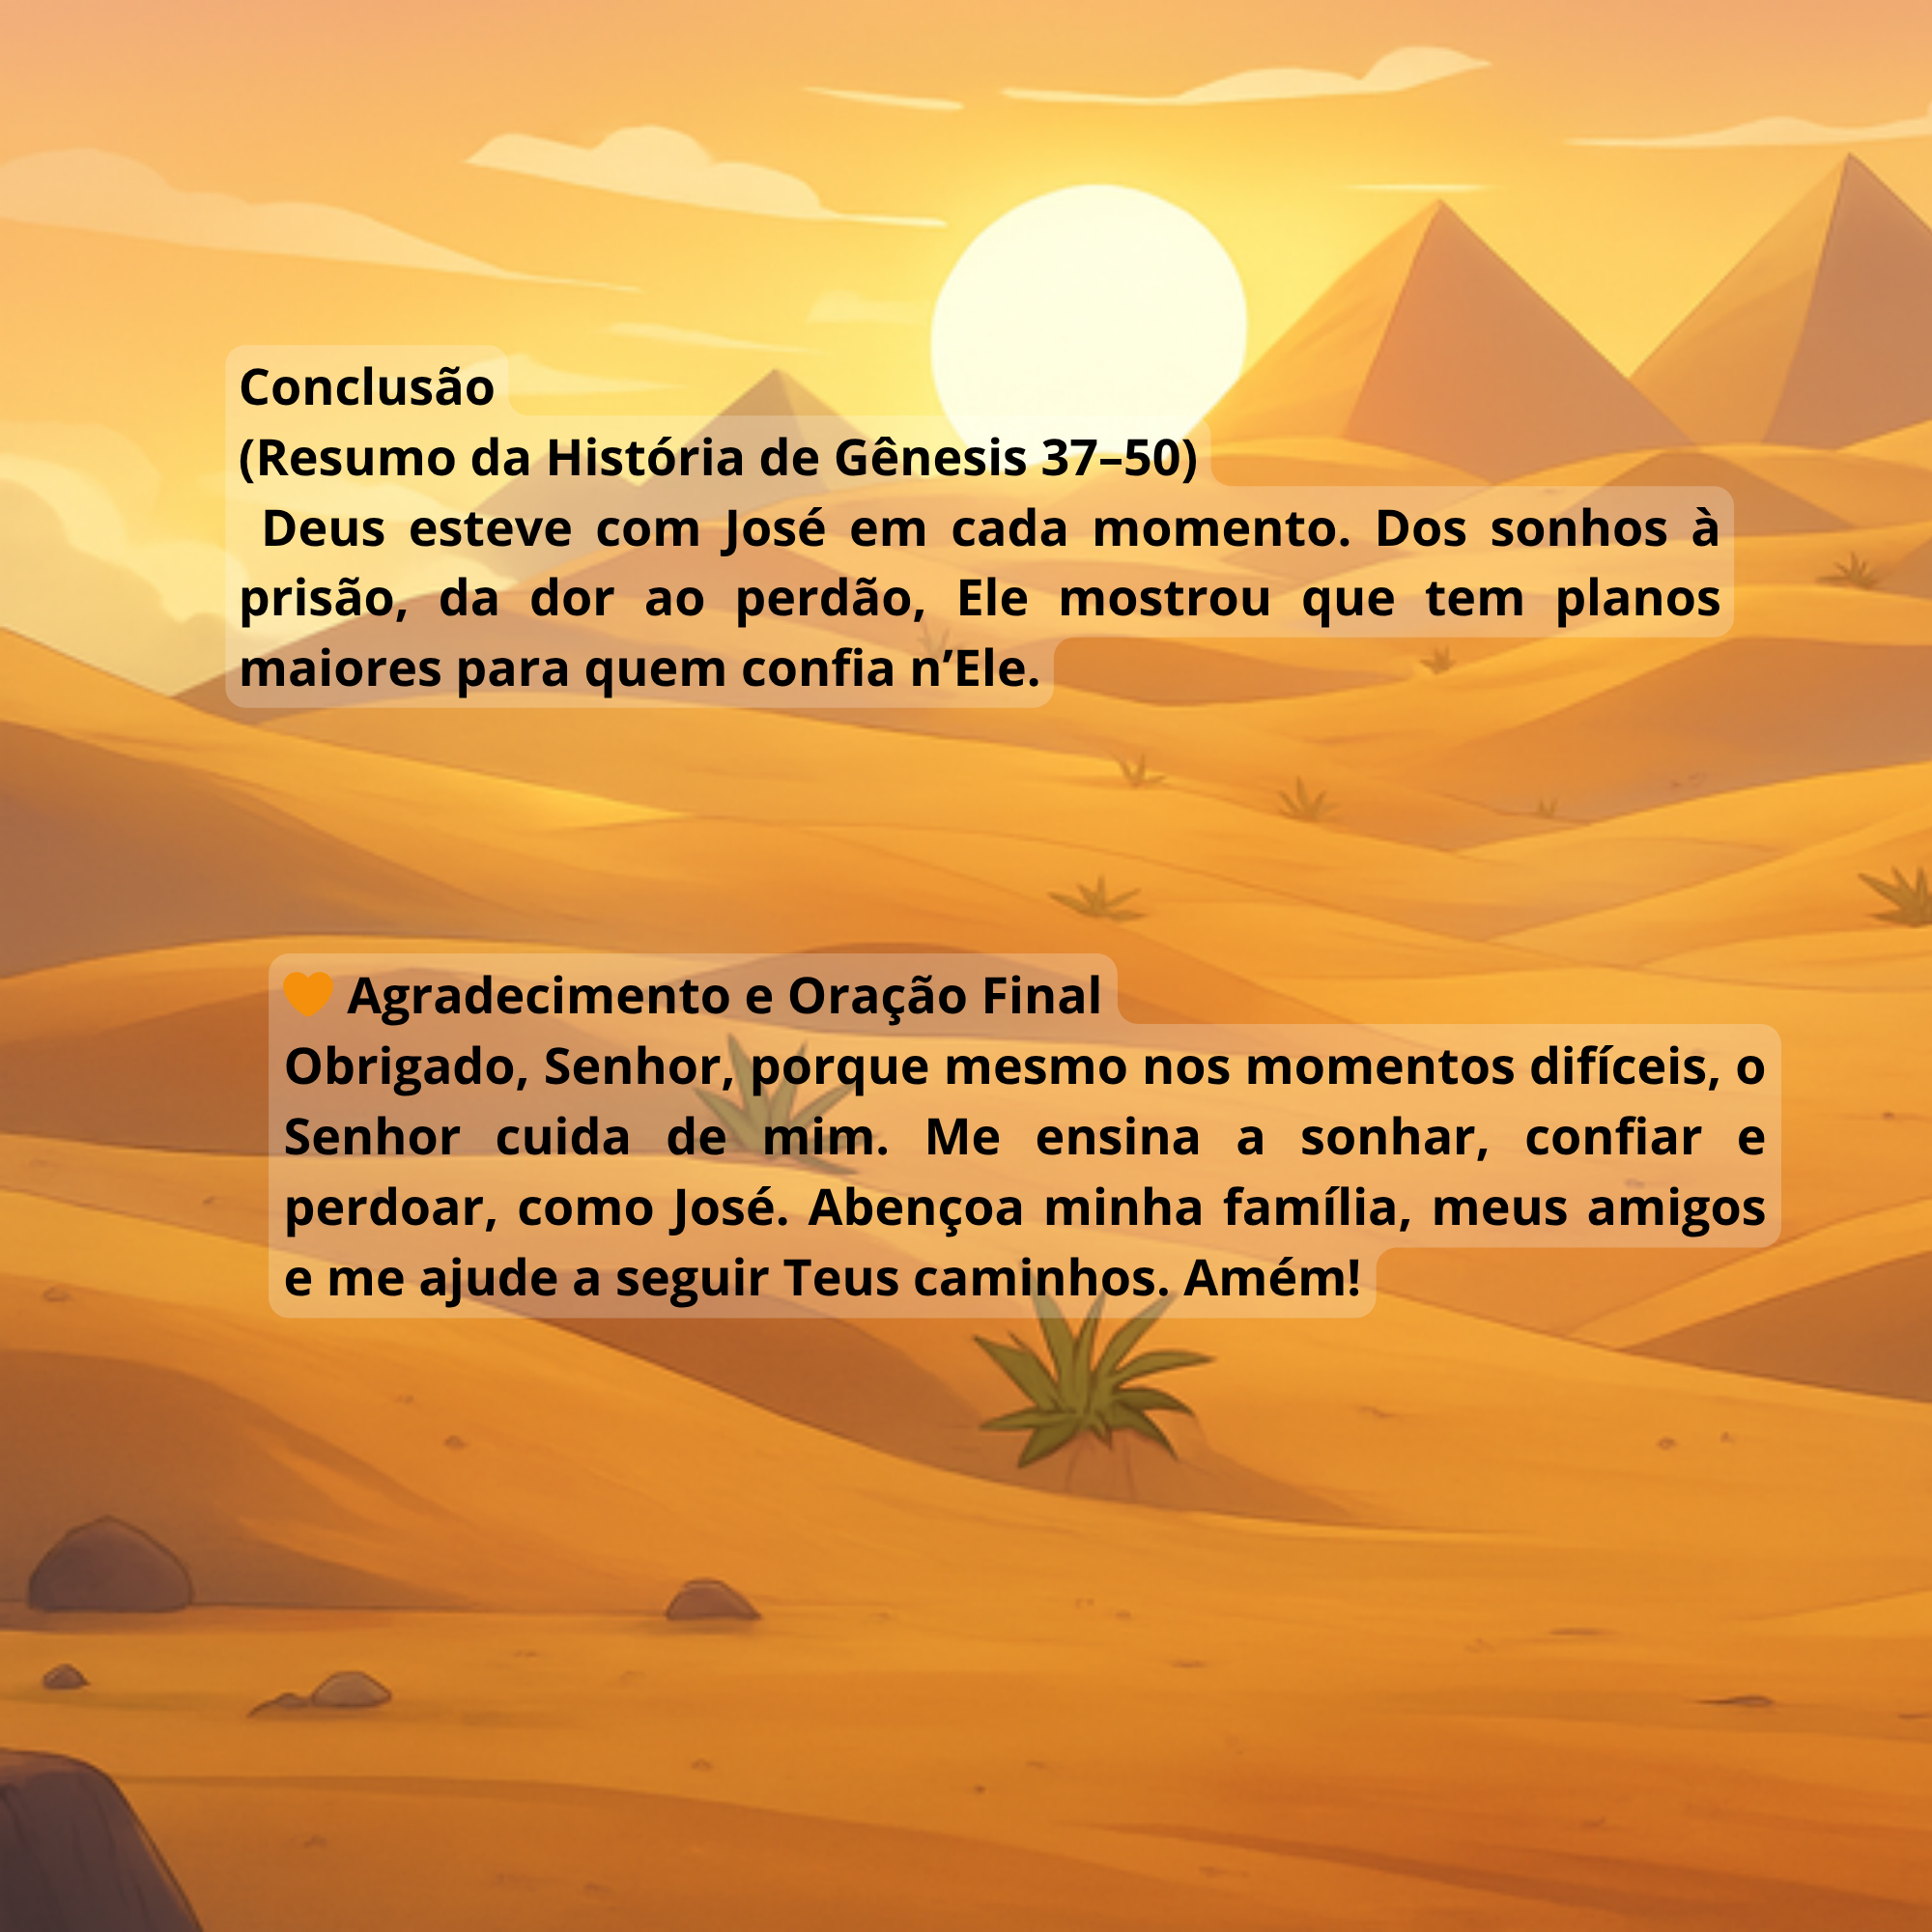 Conclusão
(Resumo da História de Gênesis 37–50)
Deus esteve com José em cada momento. Dos sonhos à
prisão, da dor ao perdão, Ele mostrou que tem planos
maiores para quem confia n’Ele.
🧡 Agradecimento e Oração Final
Obrigado, Senhor, porque mesmo nos momentos difíceis, o
Senhor cuida de mim. Me ensina a sonhar, confiar e
perdoar, como José. Abençoa minha família, meus amigos
e me ajude a seguir Teus caminhos. Amém!